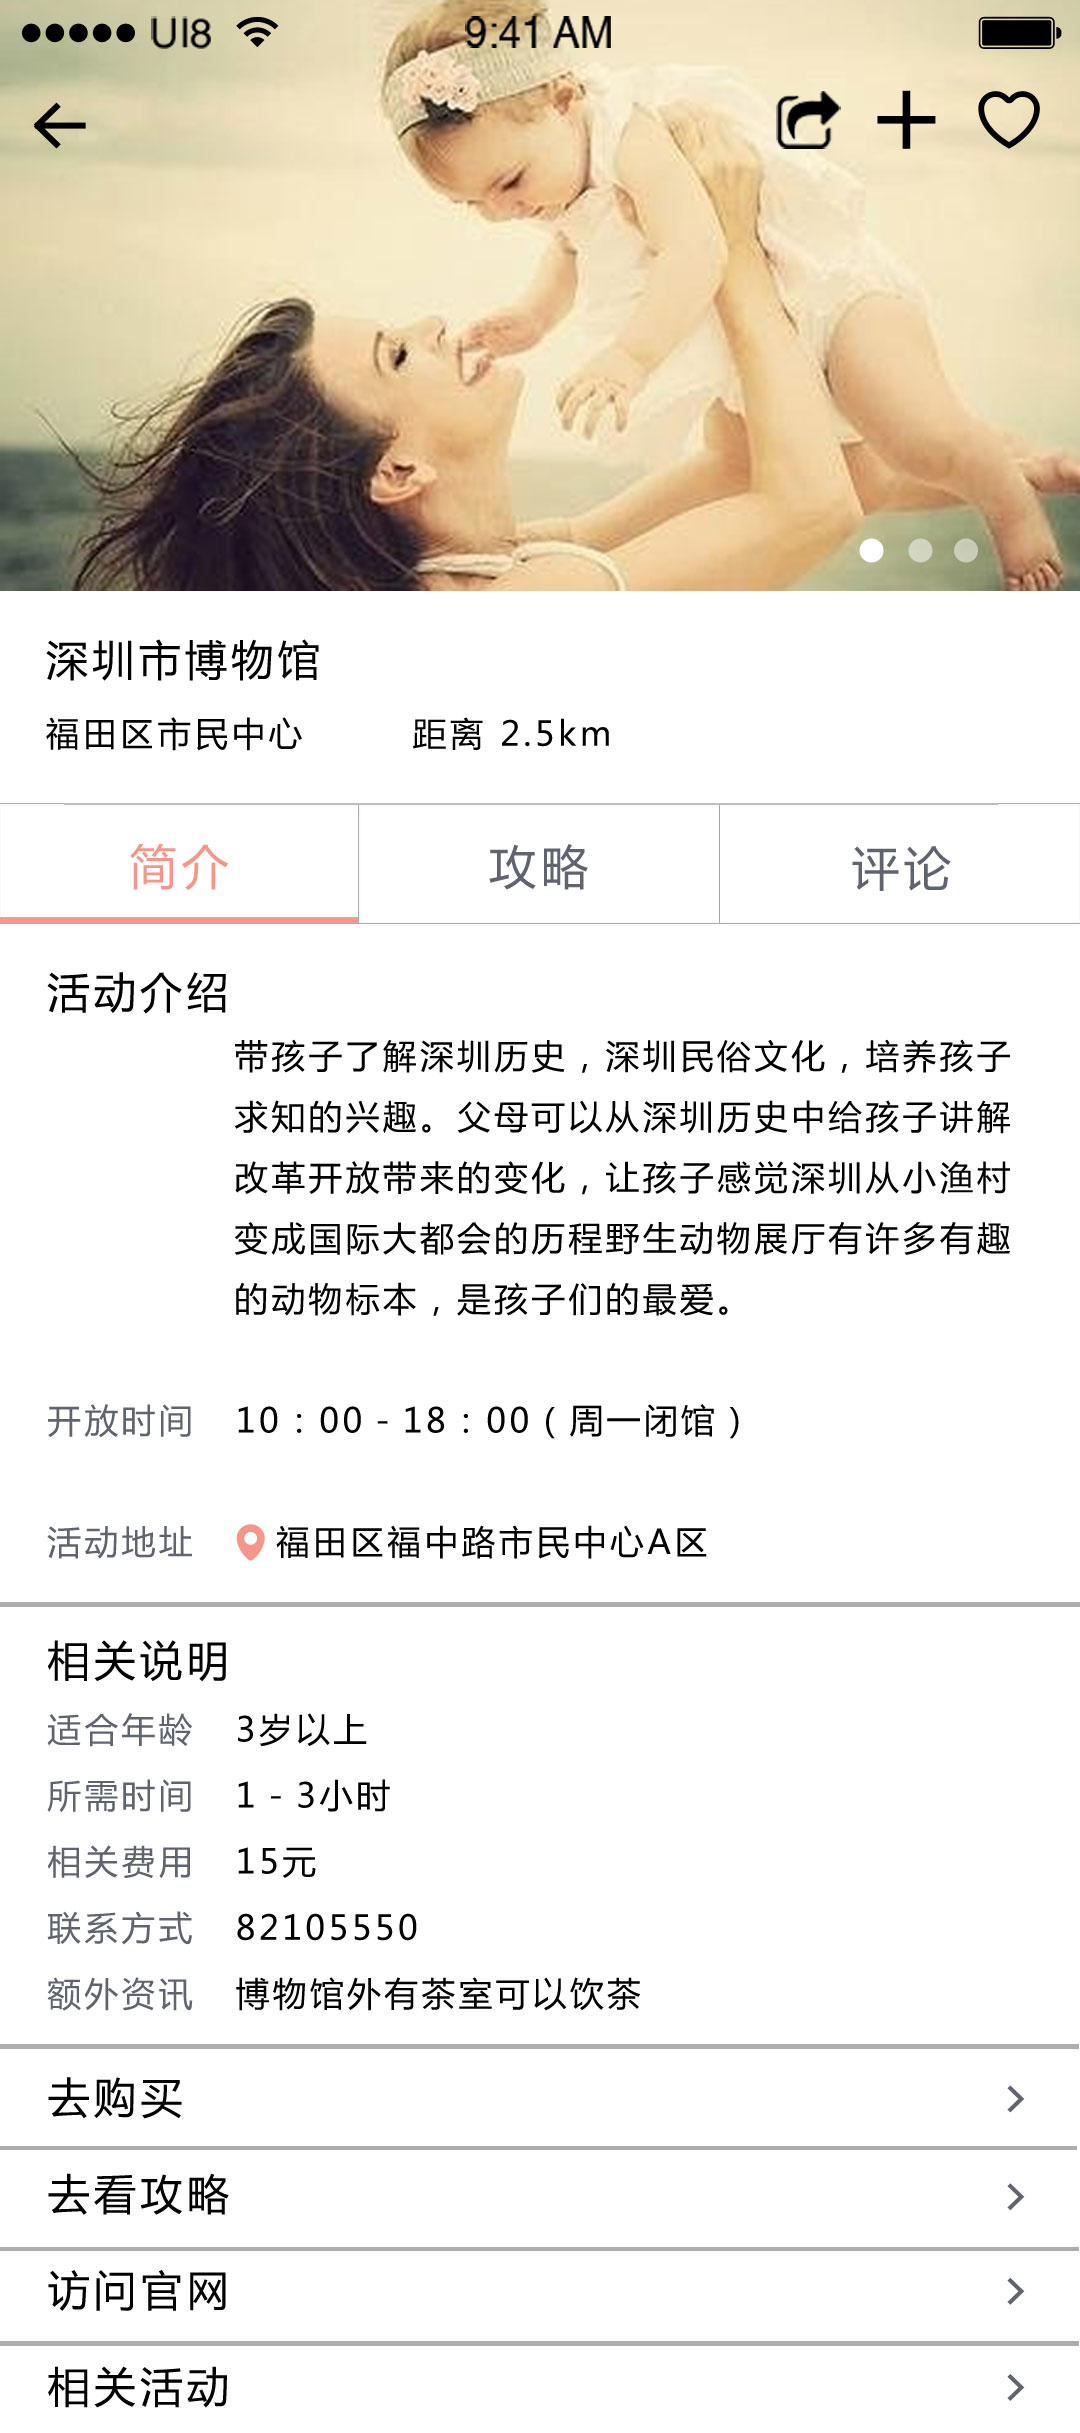 UI8 9:41 AM
深圳市博物馆
福田区市民中心 距离 2.5km
简介 攻略 评论
活动介绍
带孩子了解深圳历史，深圳民俗文化，培养孩子
求知的兴趣。父母可以从深圳历史中给孩子讲解
改革开放带来的变化，让孩子感觉深圳从小渔村
变成国际大都会的历程野生动物展厅有许多有趣
的动物标本，是孩子们的最爱。
开放时间 10：00 - 18：00（周一闭馆）
活动地址 福田区福中路市民中心A区
相关说明
适合年龄 3岁以上
所需时间 1 - 3小时
相关费用 15元
联系方式 82105550
额外资讯 博物馆外有茶室可以饮茶
去购买
去看攻略
访问官网
相关活动